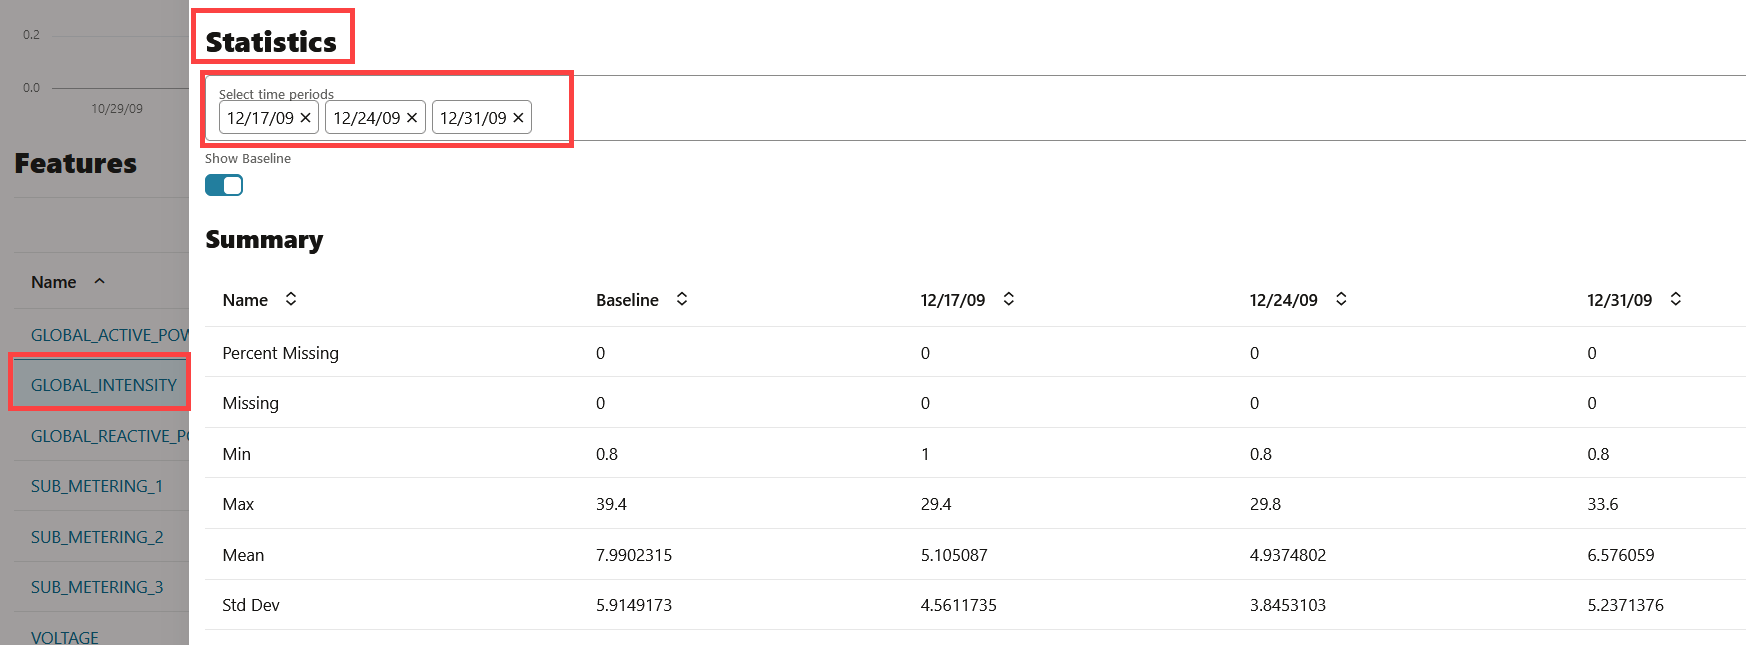 0.2
0.0
10/29/09
Features
Name
GLOBAL_ACTIVE_POW
GLOBAL_INTENSITY
GLOBAL_REACTIVE_PO
SUB_METERING_1
SUB_METERING_2
SUB_METERING_3
VOLTAGE
Statistics
Select time periods
12/17/09 × 12/24/09 × 12/31/09 ×
Show Baseline
Summary
Name Baseline 12/17/09 12/24/09 12/31/09
Percent Missing 0 0 0 0
Missing 0 0 0 0
Min 0.8 1 0.8 0.8
Max 39.4 29.4 29.8 33.6
Mean 7.9902315 5.105087 4.9374802 6.576059
Std Dev 5.9149173 4.5611735 3.8453103 5.2371376